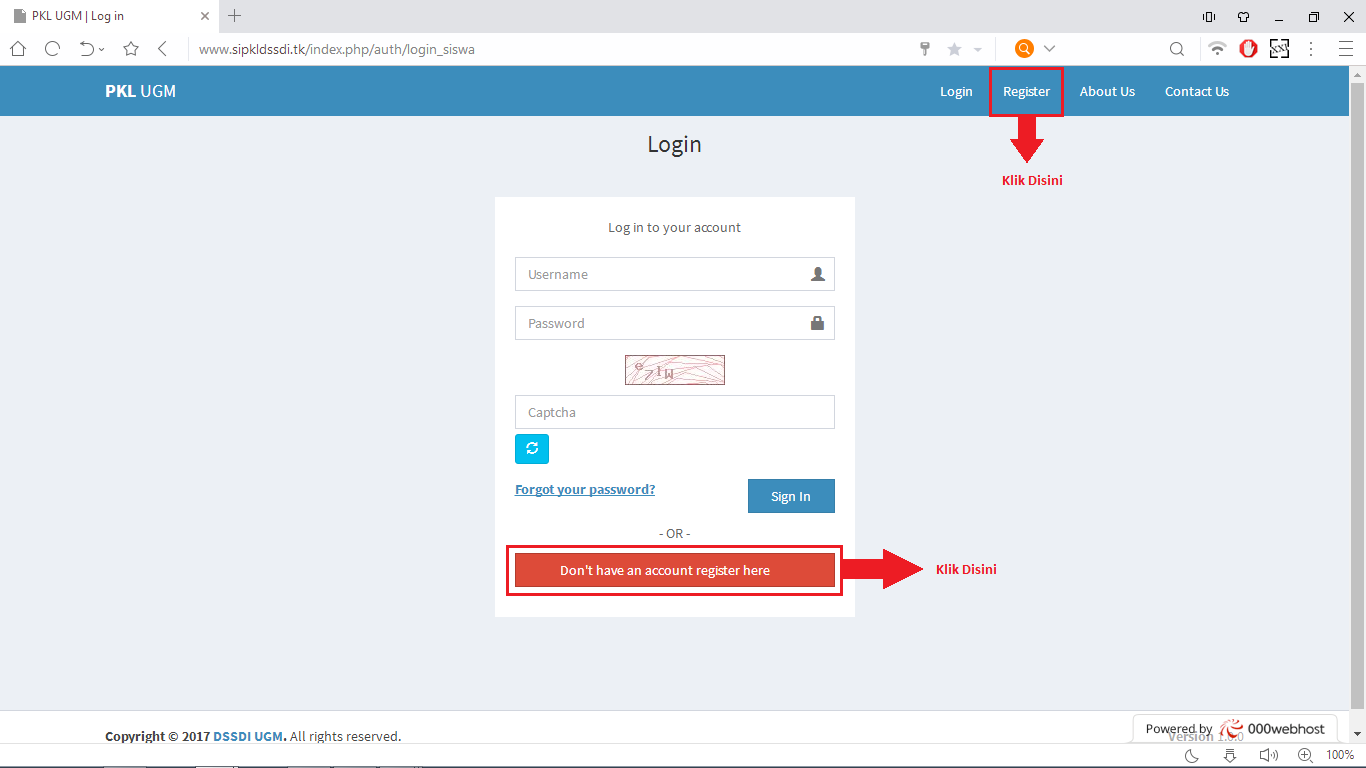 PKL UGM | Log in
www.sipkldssdi.tk/index.php/auth/login_siswa
PKL UGM
Login
Register
About Us
Contact Us
Klik Disini
Login
Log in to your account
Username
Password
Captcha
Forgot your password?
Sign In
- OR -
Don't have an account register here
Klik Disini
Copyright © 2017 DSSDI UGM. All rights reserved.
Powered by 000webhost
Version 1.0.0
100%